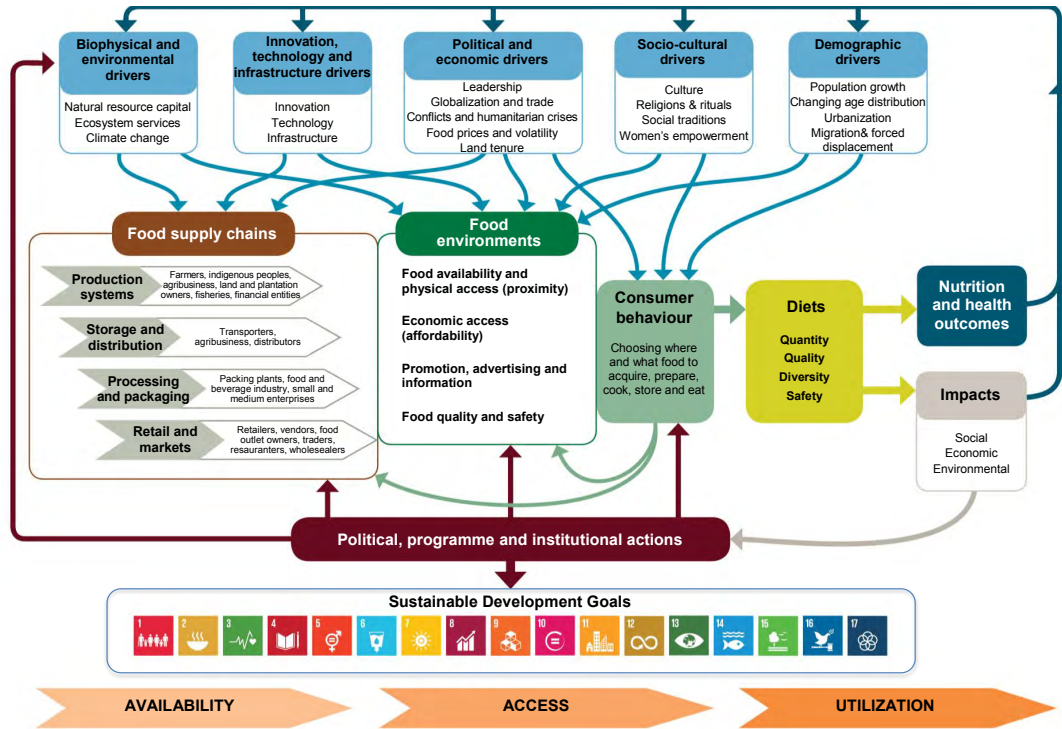 Biophysical and
environmental
drivers
Natural resource capital
Ecosystem services
Climate change
Innovation,
technology and
infrastructure drivers
Innovation
Technology
Infrastructure
Political and
economic drivers
Leadership
Globalization and trade
Conflicts and humanitarian crises
Food prices and volatility
Land tenure
Socio-cultural
drivers
Culture
Religions & rituals
Social traditions
Women's empowerment
Demographic
drivers
Population growth
Changing age distribution
Urbanization
Migration& forced
displacement
Food supply chains
Production
systems
Farmers, indigenous peoples,
agribusiness, land and plantation
owners, fisheries, financial entities
Storage and
distribution
Transporters,
agribusiness, distributors
Processing
and packaging
Packing plants, food and
beverage industry, small and
medium enterprises
Retail and
markets
Retailers, vendors, food
outlet owners, traders,
resauranters, wholesealers
Food
environments
Food availability and
physical access (proximity)
Economic access
(affordability)
Promotion, advertising and
information
Food quality and safety
Consumer
behaviour
Choosing where
and what food to
acquire, prepare,
cook, store and eat
Diets
Quantity
Quality
Diversity
Safety
Nutrition
and health
outcomes
Impacts
Social
Economic
Environmental
Political, programme and institutional actions
Sustainable Development Goals
1 2 3 4 5 6 7 8 9 10 11 12 13 14 15 16 17
AVAILABILITY
ACCESS
UTILIZATION